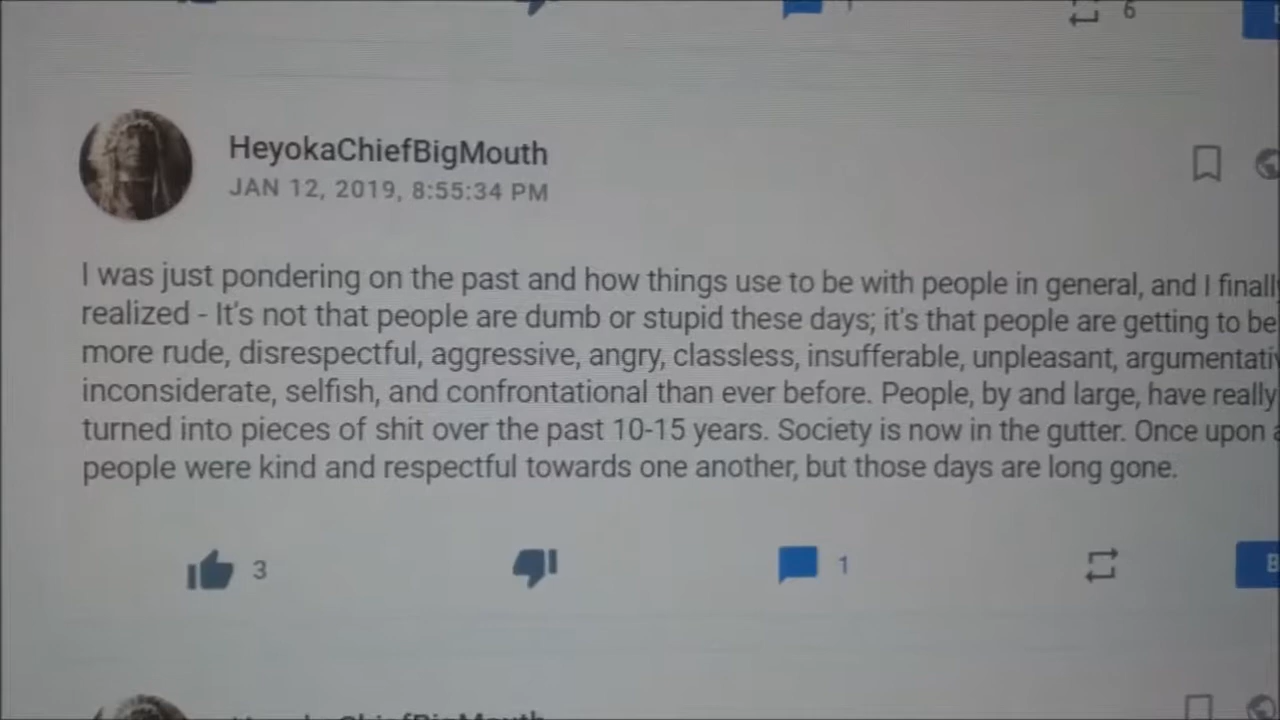 6
HeyokaChiefBigMouth
JAN 12, 2019, 8:55:34 PM
I was just pondering on the past and how things use to be with people in general, and I finall
realized - It's not that people are dumb or stupid these days; it's that people are getting to be
more rude, disrespectful, aggressive, angry, classless, insufferable, unpleasant, argumentati
inconsiderate, selfish, and confrontational than ever before. People, by and large, have really
turned into pieces of shit over the past 10-15 years. Society is now in the gutter. Once upon a
people were kind and respectful towards one another, but those days are long gone.
3
1
B